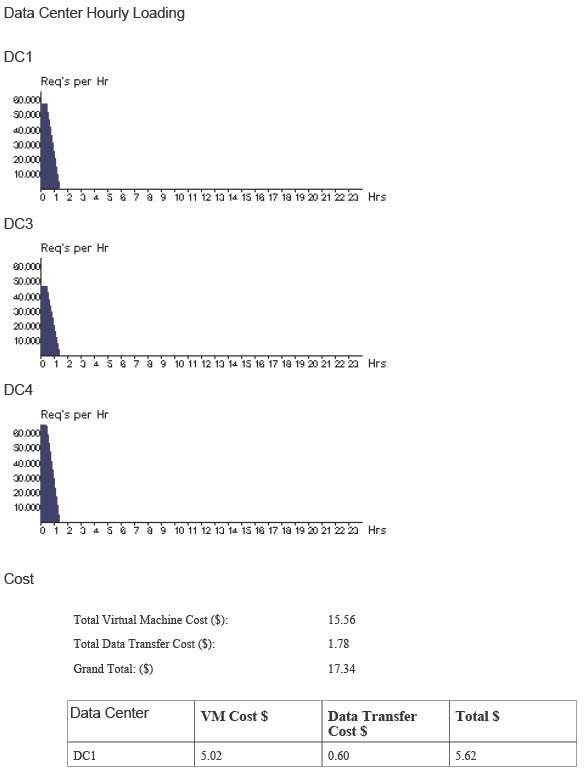 Data Center Hourly Loading
DC1
Req's per Hr
60.000
50.000
40.000
30.000
20.000
10.000
0 1 2 3 4 5 6 7 8 9 10 11 12 13 14 15 16 17 18 19 20 21 22 23 Hrs
DC3
Req's per Hr
60.000
50.000
40.000
30.000
20.000
10.000
0 1 2 3 4 5 6 7 8 9 10 11 12 13 14 15 16 17 18 19 20 21 22 23 Hrs
DC4
Req's per Hr
60.000
50.000
40.000
30.000
20.000
10.000
0 1 2 3 4 5 6 7 8 9 10 11 12 13 14 15 16 17 18 19 20 21 22 23 Hrs
Cost
Total Virtual Machine Cost ($): 15.56
Total Data Transfer Cost ($): 1.78
Grand Total: ($) 17.34
Data Center VM Cost $ Data Transfer Total $
Cost $
DC1 5.02 0.60 5.62